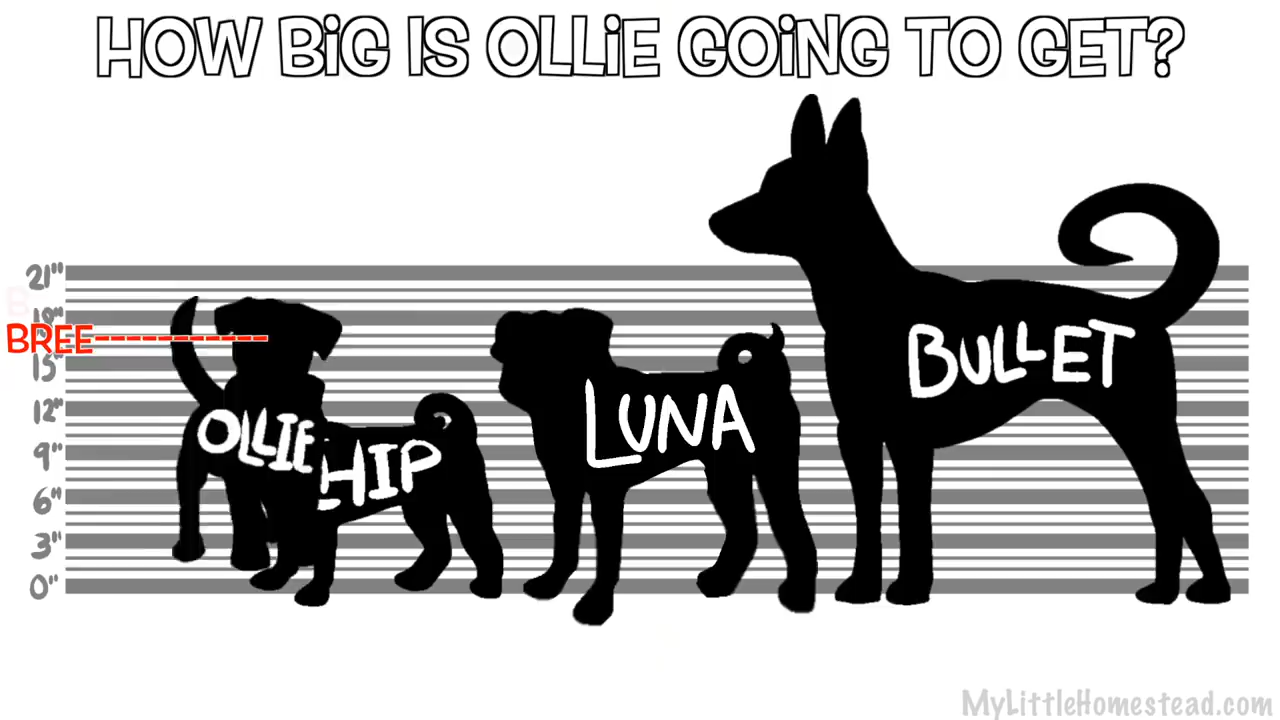 HOW BiG IS OLLiE GOiNG TO GET?
21"
BREE
15"
12"
9"
6"
3"
0"
OLLIE
HIP
LUNA
BULLET
MyLittleHomestead.com